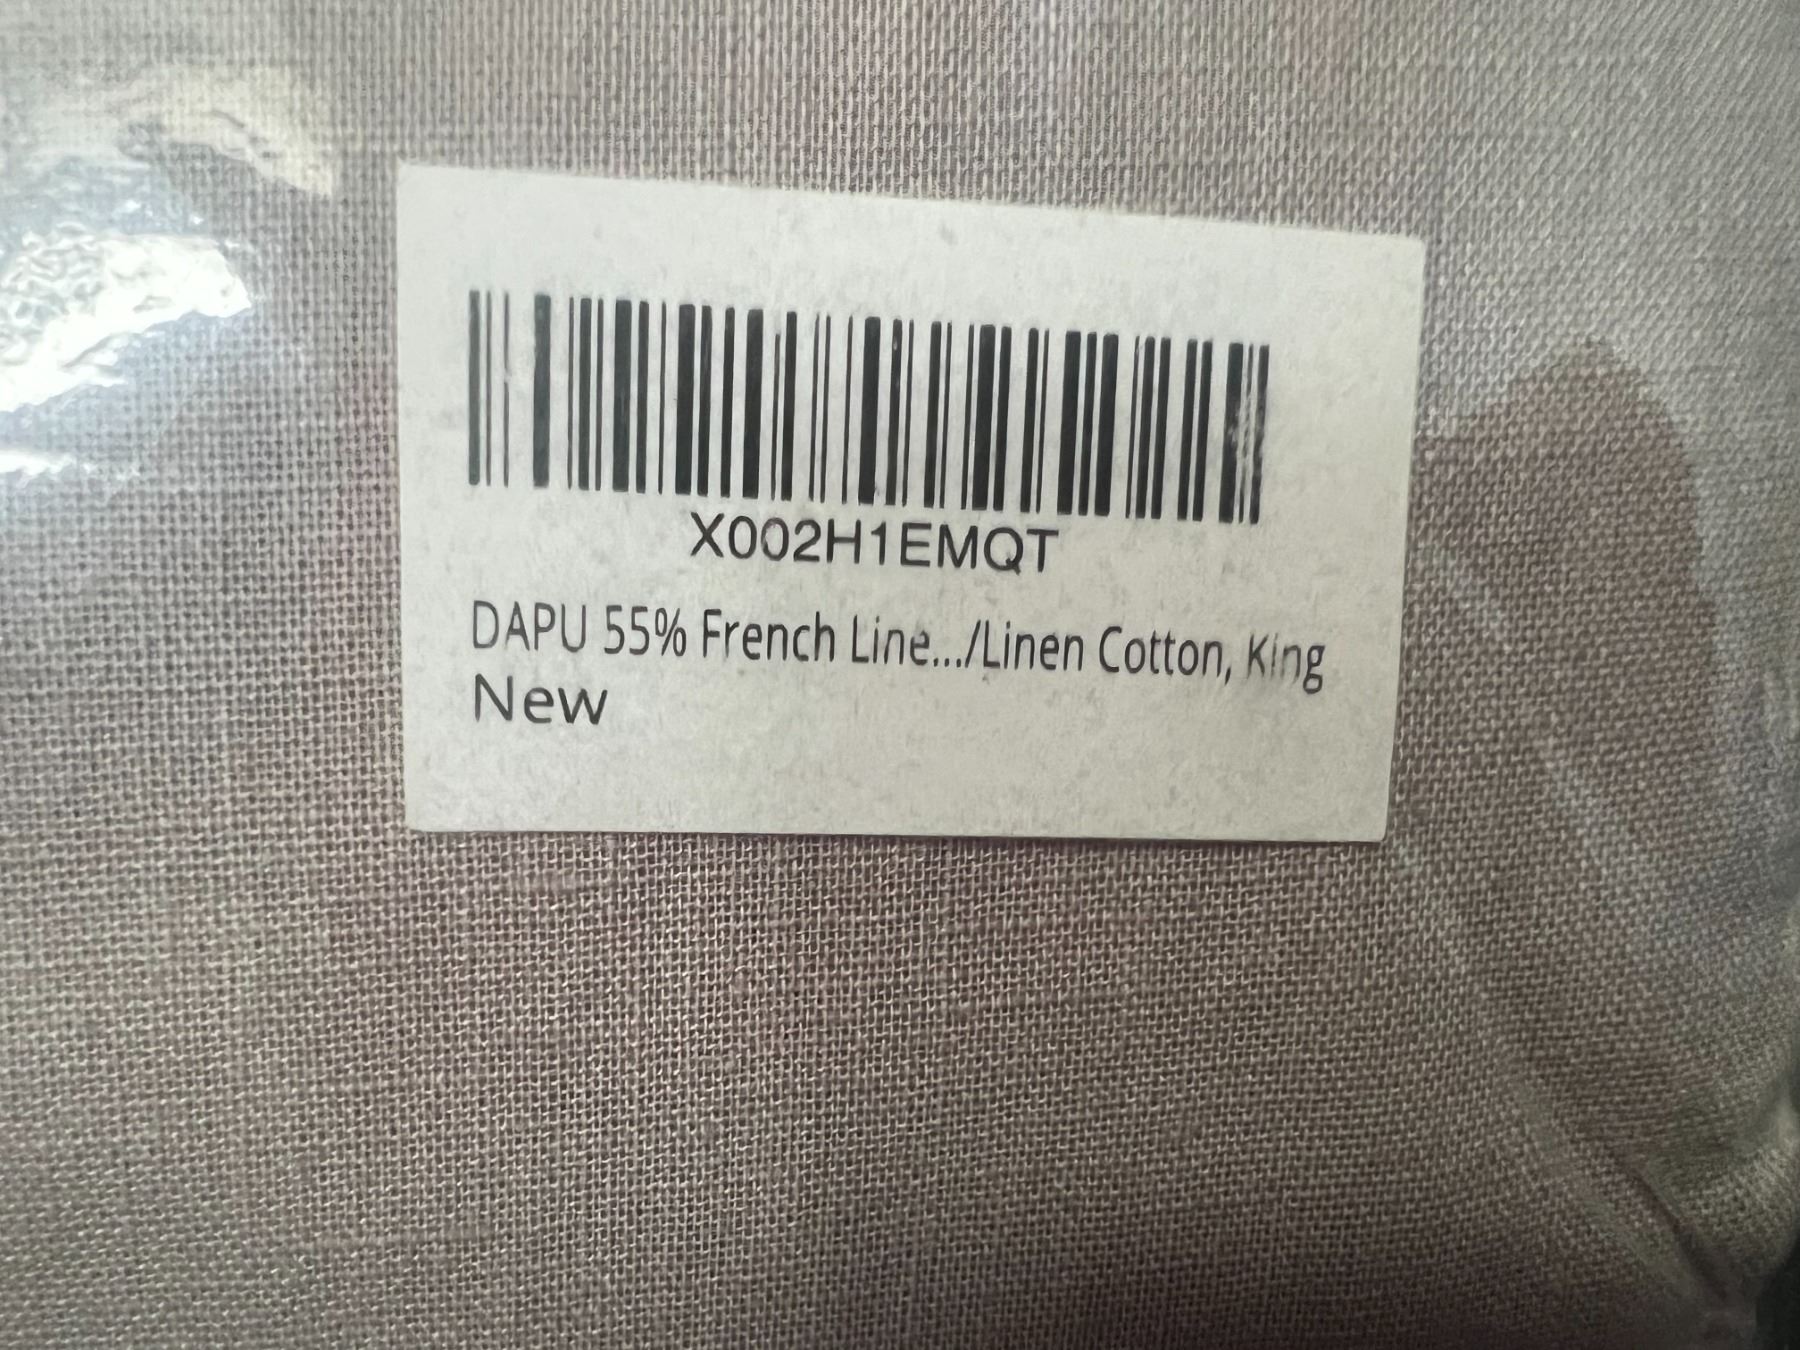 X002H1EMQT
DAPU 55% French Line.../Linen Cotton, King
New